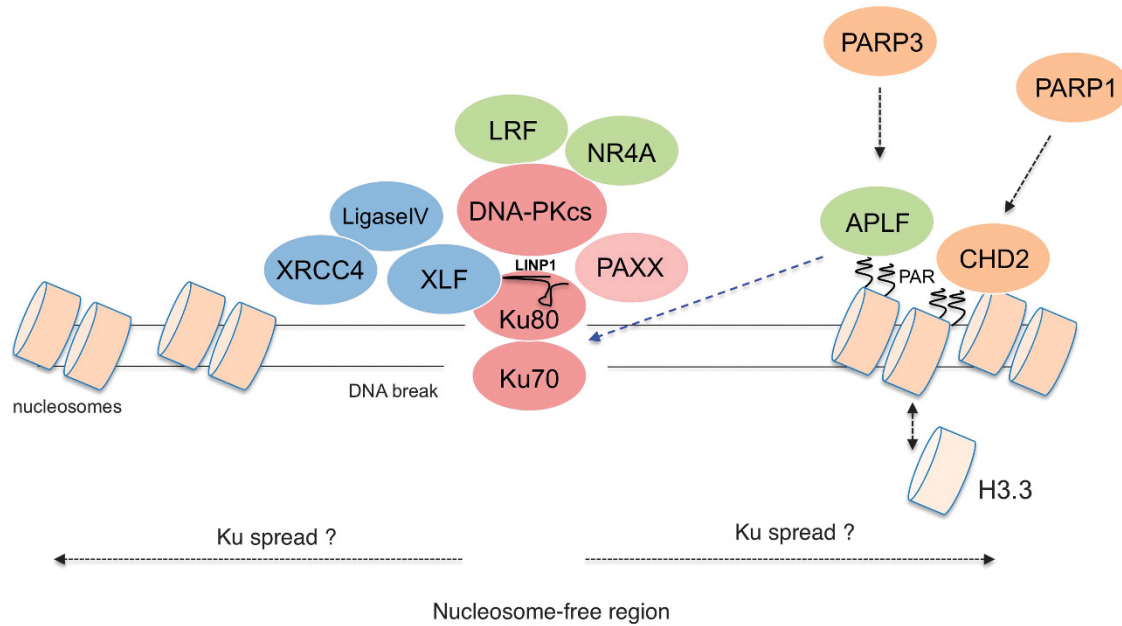 PARP3
PARP1
LRF
NR4A
DNA-PKcs
LigaseIV
APLF
XRCC4
XLF
LINP1
PAXX
PAR
CHD2
Ku80
Ku70
DNA break
nucleosomes
H3.3
Ku spread ?
Ku spread ?
Nucleosome-free region